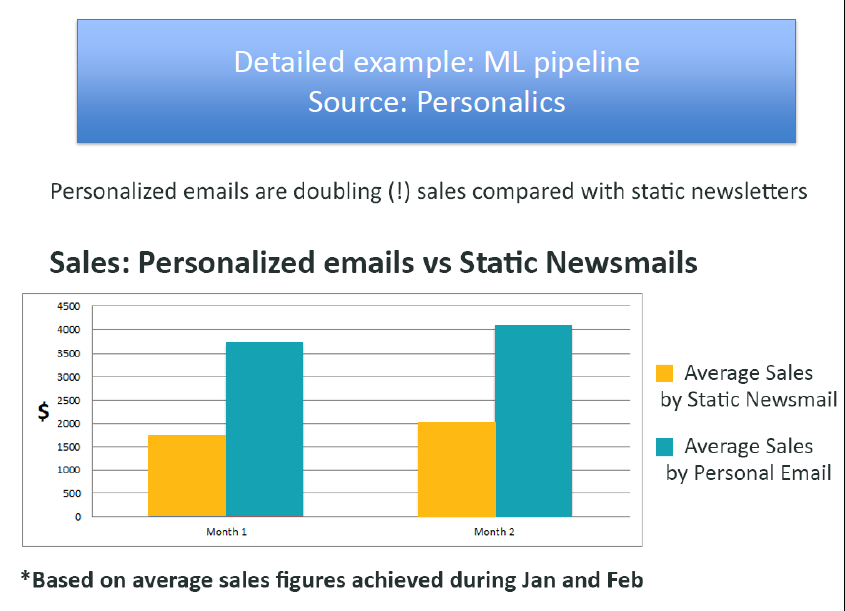 Detailed example: ML pipeline
Source: Personalics
Personalized emails are doubling (!) sales compared with static newsletters
Sales: Personalized emails vs Static Newsmails
4500
4000
3500
3000
2500
2000
1500
1000
500
0
$
Month 1
Month 2
Average Sales
by Static Newsmail
Average Sales
by Personal Email
*Based on average sales figures achieved during Jan and Feb